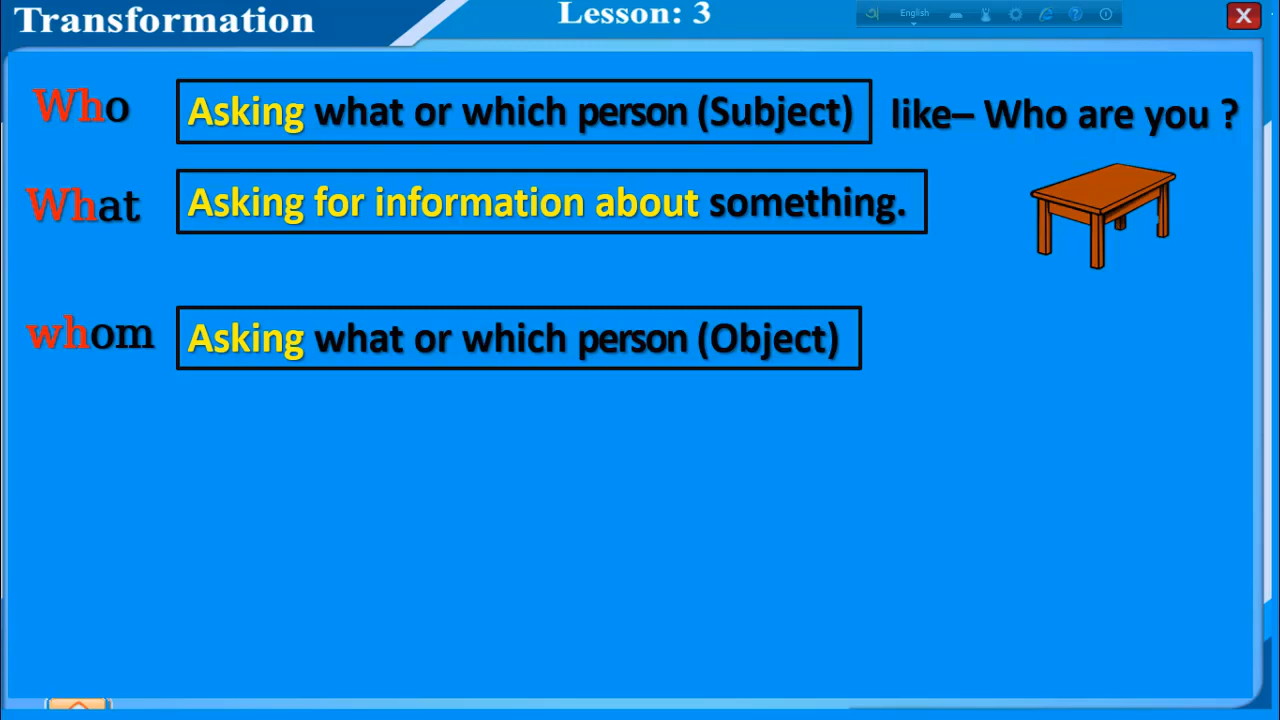 Transformation
Lesson: 3
English
Who Asking what or which person (Subject) like– Who are you ?
What Asking for information about something.
whom Asking what or which person (Object)